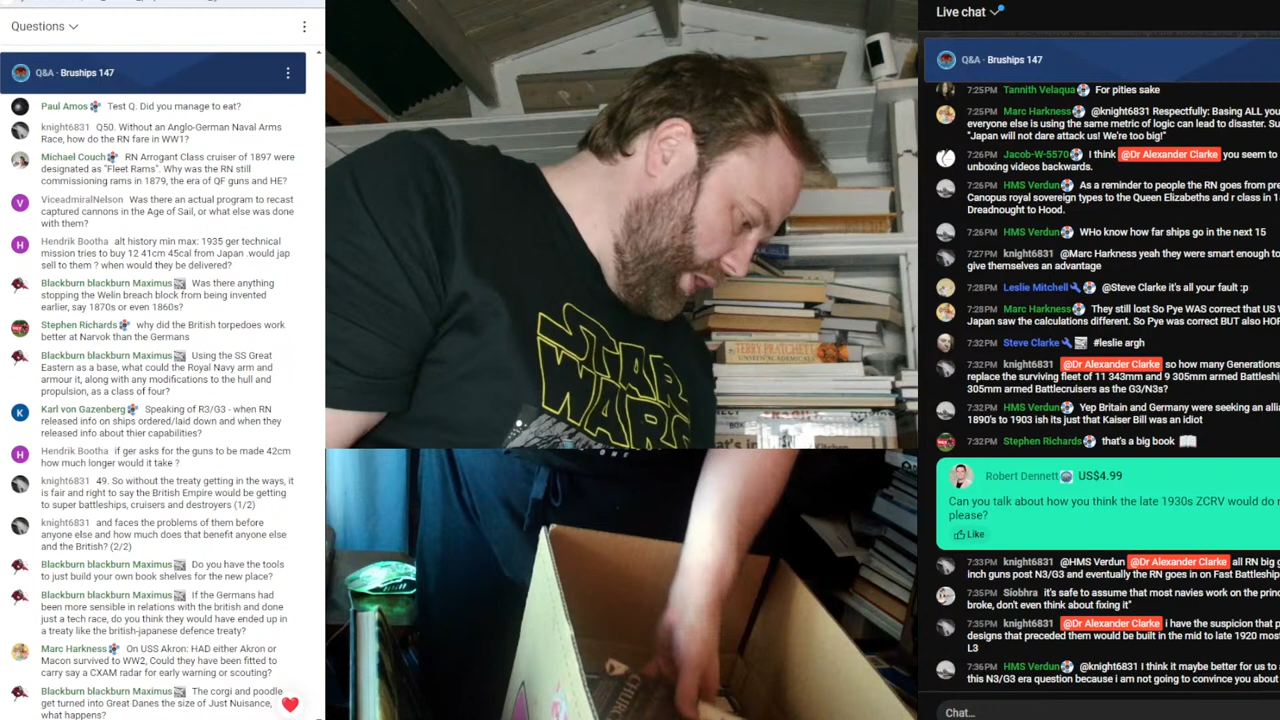 Questions
Q&A · Bruships 147
Paul Amos Test Q. Did you manage to eat?
knight6831 Q50. Without an Anglo-German Naval Arms
Race, how do the RN fare in WW1?
Michael Couch RN Arrogant Class cruiser of 1897 were
designated as "Fleet Rams". Why was the RN still
commissioning rams in 1879, the era of QF guns and HE?
ViceadmiralNelson Was there an actual program to recast
captured cannons in the Age of Sail, or what else was done
with them?
Hendrik Bootha alt history min max: 1935 ger technical
mission tries to buy 12 41cm 45cal from Japan .would jap
sell to them ? when would they be delivered?
Blackburn blackburn Maximus Was there anything
stopping the Welin breach block from being invented
earlier, say 1870s or even 1860s?
Stephen Richards why did the British torpedoes work
better at Narvok than the Germans
Blackburn blackburn Maximus Using the SS Great
Eastern as a base, what could the Royal Navy arm and
armour it, along with any modifications to the hull and
propulsion, as a class of four?
Karl von Gazenberg Speaking of R3/G3 - when RN
released info on ships ordered/laid down and when they
released info about thier capabilities?
Hendrik Bootha if ger asks for the guns to be made 42cm
how much longer would it take ?
knight6831 49. So without the treaty getting in the ways, it
is fair and right to say the British Empire would be getting
to super battleships, cruisers and destroyers (1/2)
knight6831 and faces the problems of them before
anyone else and how much does that benefit anyone else
and the British? (2/2)
Blackburn blackburn Maximus Do you have the tools
to just build your own book shelves for the new place?
Blackburn blackburn Maximus If the Germans had
been more sensible in relations with the british and done
just a tech race, do you think they would have ended up in
a treaty like the british-japanese defence treaty?
Marc Harkness On USS Akron: HAD either Akron or
Macon survived to WW2, Could they have been fitted to
carry say a CXAM radar for early warning or scouting?
Blackburn blackburn Maximus The corgi and poodle
get turned into Great Danes the size of Just Nuisance,
what happens?
STAR
WARS
TERRY PRATCHETT
Live chat
Q&A · Bruships 147
7:25PM Tannith Velaqua For pities sake
7:25PM Marc Harkness @knight6831 Respectfully: Basing ALL your
everyone else is using the same metric of logic can lead to disaster. Su
"Japan will not dare attack us! We're too big!"
7:26PM Jacob-W-5570 I think @Dr Alexander Clarke you seem to
unboxing videos backwards.
7:26PM HMS Verdun As a reminder to people the RN goes from pre
Canopus royal sovereign types to the Queen Elizabeths and r class in 1
Dreadnought to Hood.
7:26PM HMS Verdun WHo know how far ships go in the next 15
7:27PM knight6831 @Marc Harkness yeah they were smart enough to
give themselves an advantage
7:28PM Leslie Mitchell @Steve Clarke it's all your fault :p
7:28PM Marc Harkness They still lost So Pye WAS correct that US W
Japan saw the calculations different. So Pye was correct BUT also HOR
7:32PM Steve Clarke #leslie argh
7:32PM knight6831 @Dr Alexander Clarke so how many Generations
replace the surviving fleet of 11 343mm and 9 305mm armed Battleship
305mm armed Battlecruisers as the G3/N3s?
7:32PM HMS Verdun Yep Britain and Germany were seeking an allia
1890's to 1903 ish its just that Kaiser Bill was an idiot
7:32PM Stephen Richards that's a big book
Robert Dennett US$4.99
Can you talk about how you think the late 1930s ZCRV would do
please?
Like
7:33PM knight6831 @HMS Verdun @Dr Alexander Clarke all RN big g
inch guns post N3/G3 and eventually the RN goes in on Fast Battleship
7:35PM Síobhra it's safe to assume that most navies work on the princ
broke, don't even think about fixing it"
7:35PM knight6831 @Dr Alexander Clarke i have the suspicion that p
designs that preceded them would be built in the mid to late 1920 mos
L3
7:36PM HMS Verdun @knight6831 I think it maybe better for us to a
this N3/G3 era question because i am not going to convince you about
Chat...